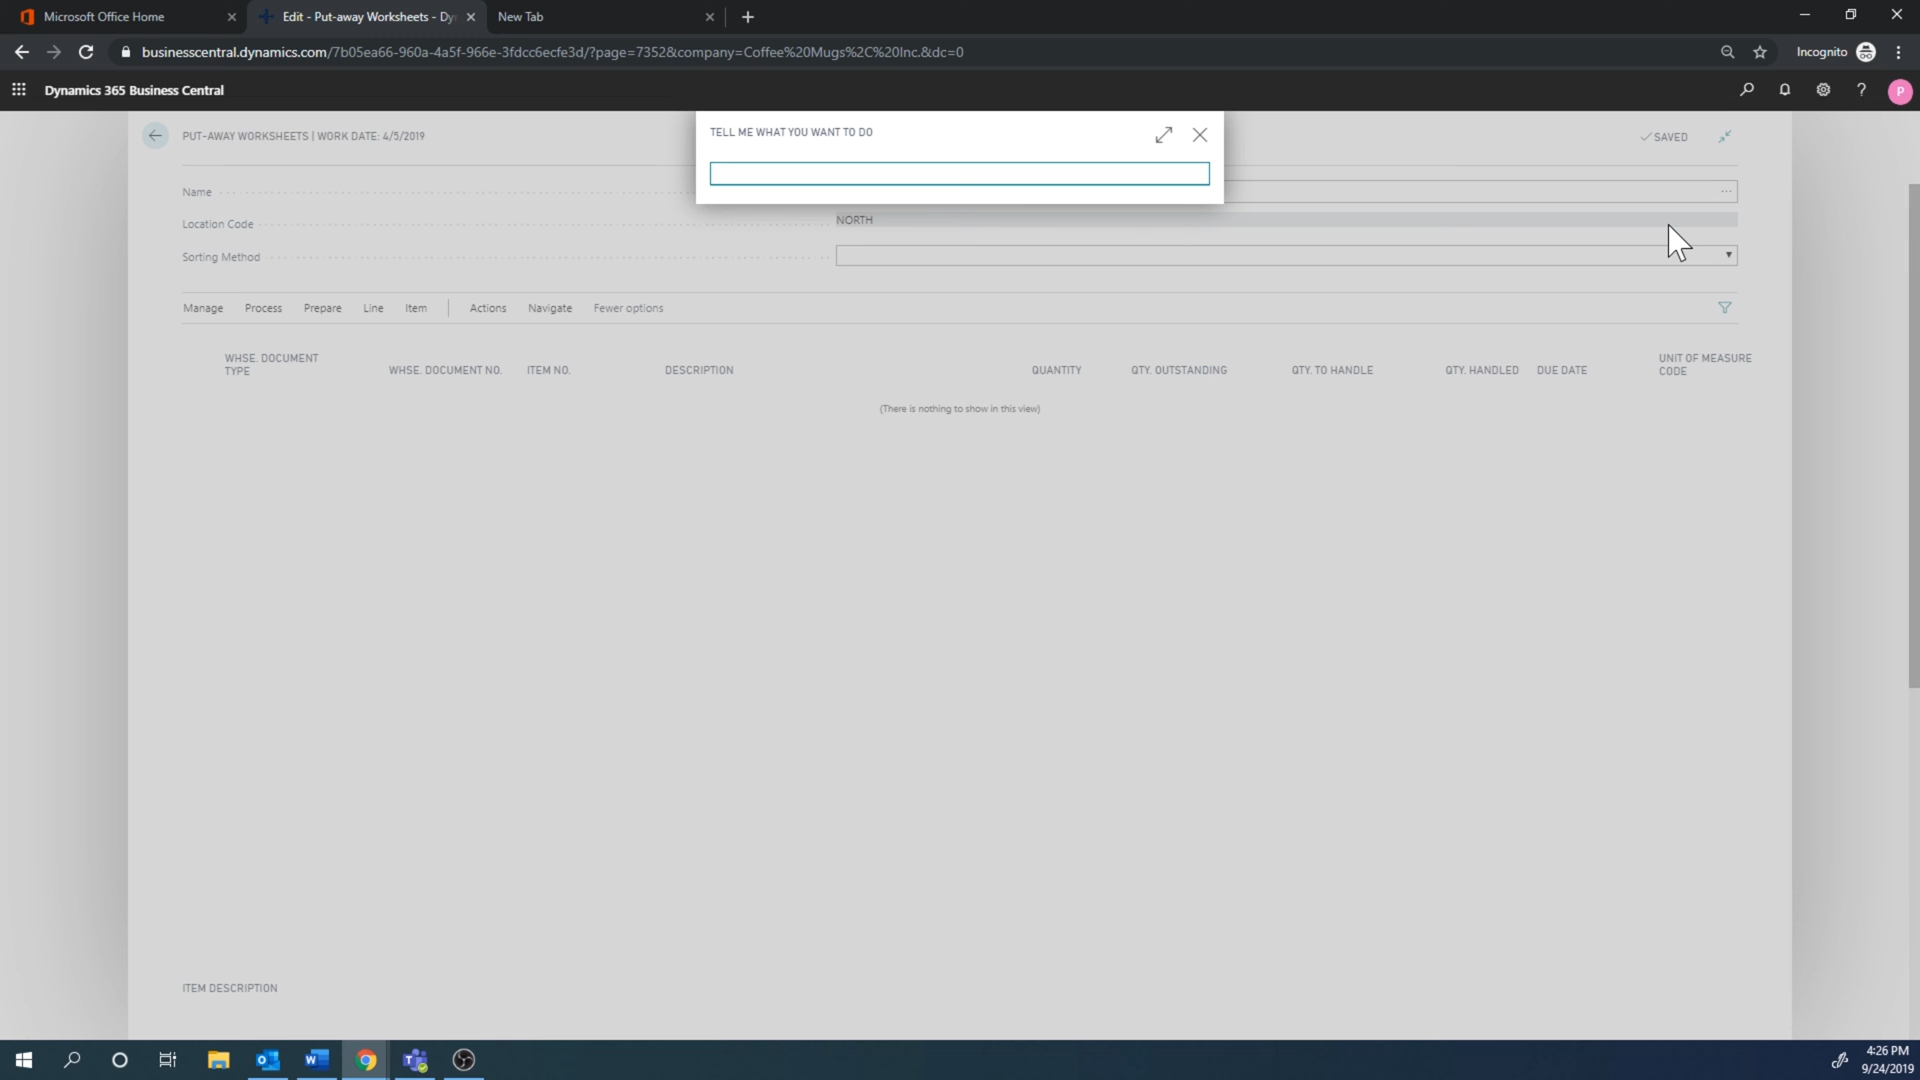 Microsoft Office Home
Edit - Put-away Worksheets - Dy
New Tab
businesscentral.dynamics.com/7b05ea66-960a-4a5f-966e-3fdcc6ecfe3d/?page=7352&company=Coffee%20Mugs%2C%20Inc.&dc=0
Incognito
Dynamics 365 Business Central
P
PUT-AWAY WORKSHEETS | WORK DATE: 4/5/2019
TELL ME WHAT YOU WANT TO DO
SAVED
Name
Location Code
NORTH
Sorting Method
Manage Process Prepare Line Item Actions Navigate Fewer options
WHSE. DOCUMENT
TYPE
WHSE. DOCUMENT NO.
ITEM NO.
DESCRIPTION
QUANTITY
QTY. OUTSTANDING
QTY. TO HANDLE
QTY. HANDLED
DUE DATE
UNIT OF MEASURE
CODE
(There is nothing to show in this view)
ITEM DESCRIPTION
4:26 PM
9/24/2019